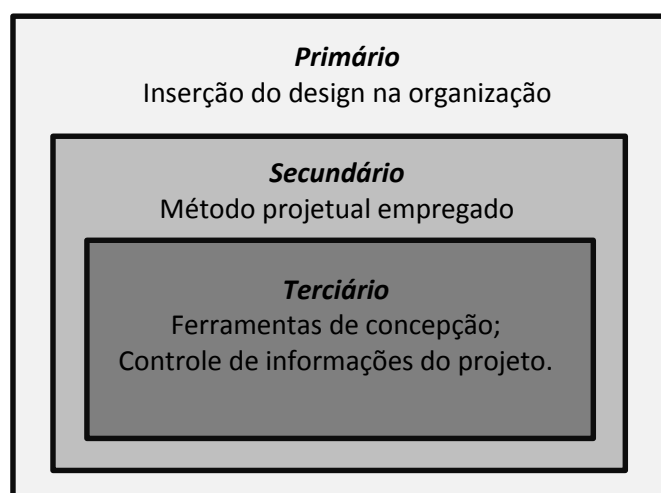 Primário
Inserção do design na organização
Secundário
Método projetual empregado
Terciário
Ferramentas de concepção;
Controle de informações do projeto.